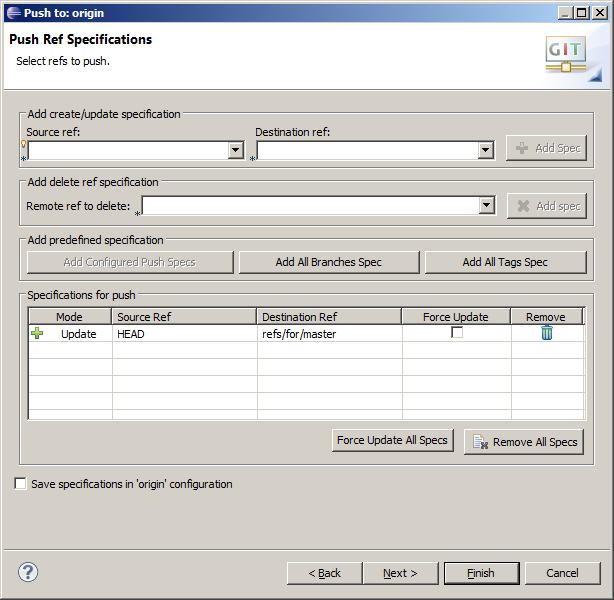 Push to: origin
Push Ref Specifications
Select refs to push.
GIT
Add create/update specification
Source ref: Destination ref:
* * Add Spec
Add delete ref specification
Remote ref to delete: * Add spec
Add predefined specification
Add Configured Push Specs Add All Branches Spec Add All Tags Spec
Specifications for push
Mode Source Ref Destination Ref Force Update Remove
Update HEAD refs/for/master
Force Update All Specs Remove All Specs
Save specifications in 'origin' configuration
? < Back Next > Finish Cancel